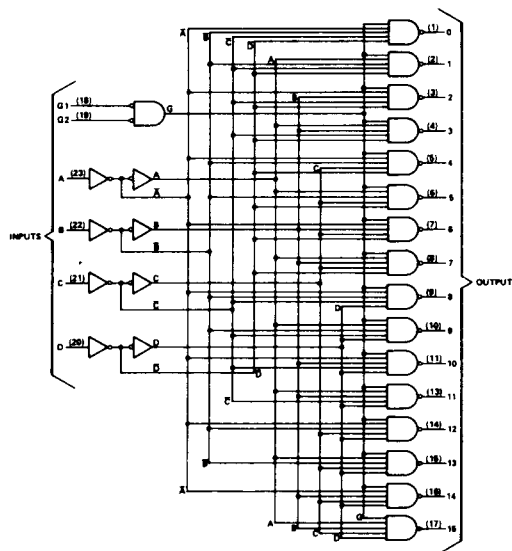 INPUTS
G1 (18)
G2 (19)
G
A (23) A
A̅
B (22) B
B̅
C (21) C
C̅
D (20) D
D̅
A̅
B̅
C̅
D̅
A
B
C
D
D̅
C̅
B̅
A̅
A
B
C
D
G
(1) 0
(2) 1
(3) 2
(4) 3
(5) 4
(6) 5
(7) 6
(8) 7
(9) 8
(10) 9
(11) 10
(13) 11
(14) 12
(15) 13
(16) 14
(17) 15
OUTPUT